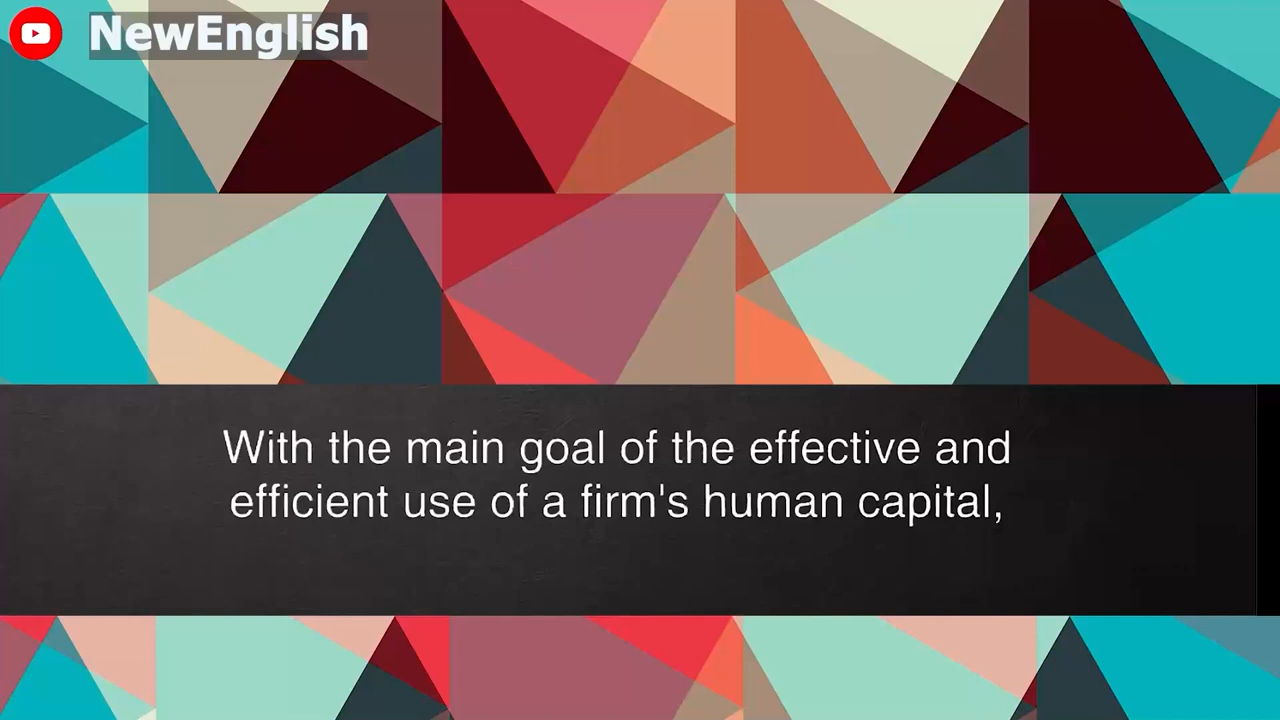 NewEnglish
With the main goal of the effective and
efficient use of a firm's human capital,